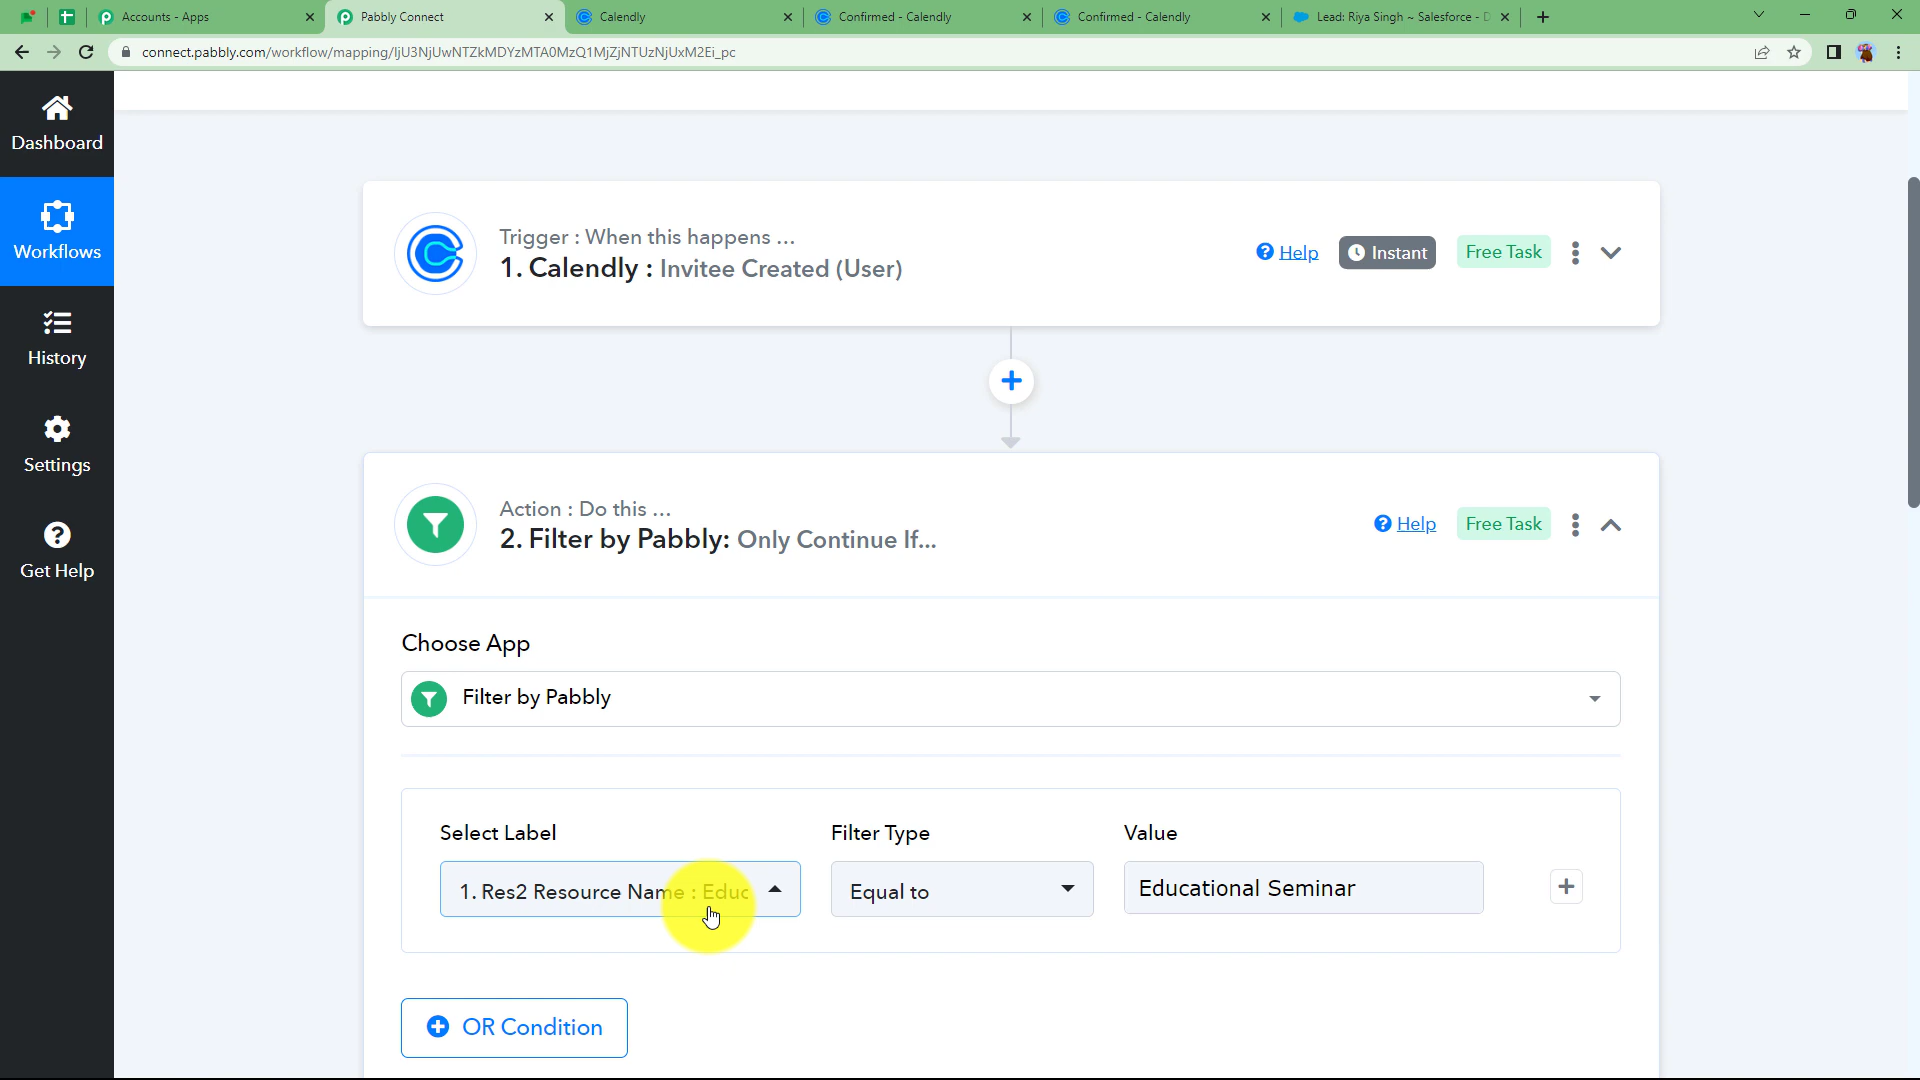 Accounts - Apps
Pabbly Connect
Calendly
Confirmed - Calendly
Confirmed - Calendly
Lead: Riya Singh ~ Salesforce - D
connect.pabbly.com/workflow/mapping/IjU3NjUwNTZkMDYzMTA0MzQ1MjZjNTUzNjUxM2Ei_pc
Dashboard
Workflows
History
Settings
Get Help
Trigger : When this happens ...
1. Calendly : Invitee Created (User)
Help
Instant
Free Task
Action : Do this ...
2. Filter by Pabbly: Only Continue If...
Help
Free Task
Choose App
Filter by Pabbly
Select Label
Filter Type
Value
1. Res2 Resource Name : Educ
Equal to
Educational Seminar
OR Condition